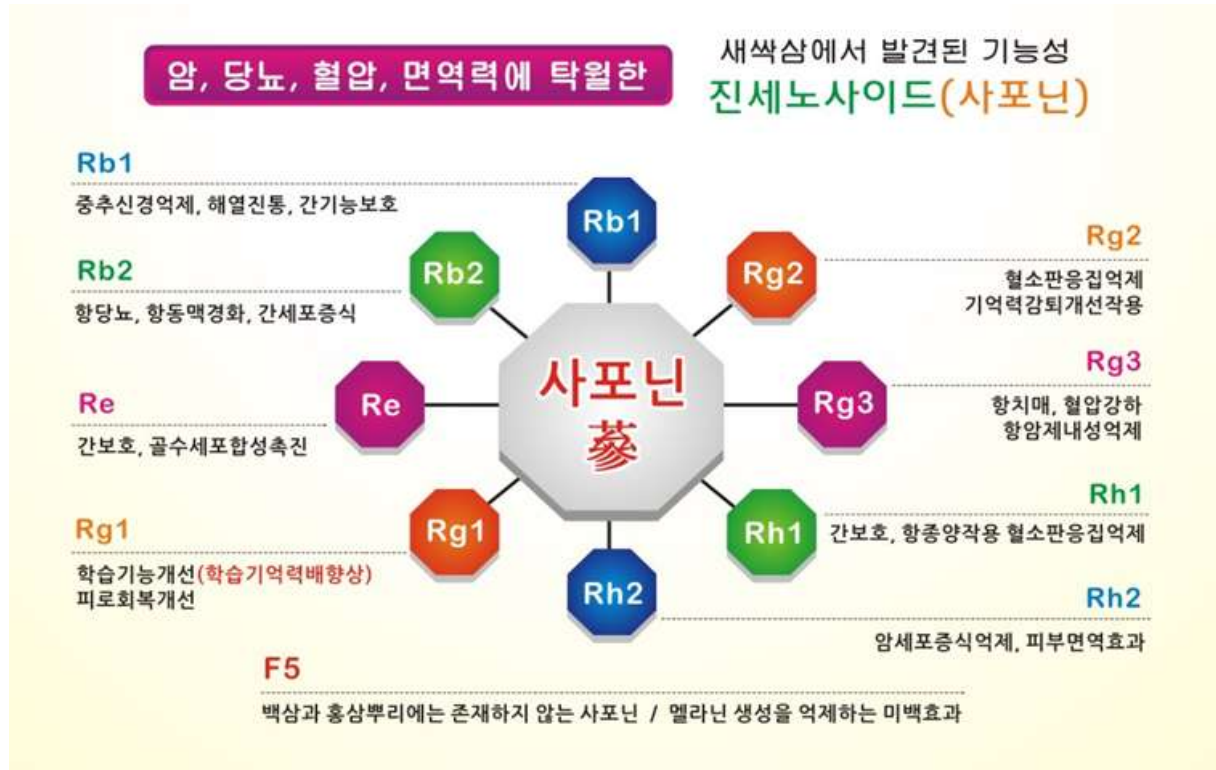 암, 당뇨, 혈압, 면역력에 탁월한
새싹삼에서 발견된 기능성
진세노사이드(사포닌)
Rb1
중추신경억제, 해열진통, 간기능보호
Rb2
항당뇨, 항동맥경화, 간세포증식
Re
간보호, 골수세포합성촉진
Rg1
학습기능개선(학습기억력배향상)
피로회복개선
Rb1
Rb2
Rg2
Re
사포닌
蔘
Rg3
Rg1
Rh1
Rh2
Rg2
혈소판응집억제
기억력감퇴개선작용
Rg3
항치매, 혈압강하
항암제내성억제
Rh1
간보호, 항종양작용 혈소판응집억제
Rh2
암세포증식억제, 피부면역효과
F5
백삼과 홍삼뿌리에는 존재하지 않는 사포닌 / 멜라닌 생성을 억제하는 미백효과